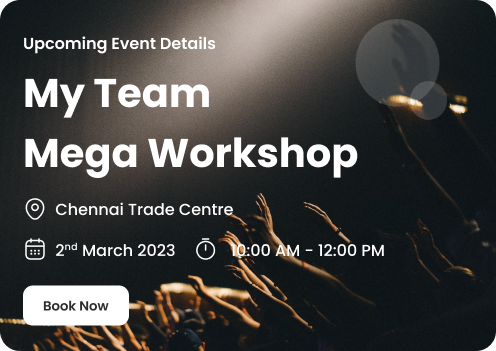 Upcoming Event Details
My Team
Mega Workshop
Chennai Trade Centre
2nd March 2023 10:00 AM - 12:00 PM
Book Now